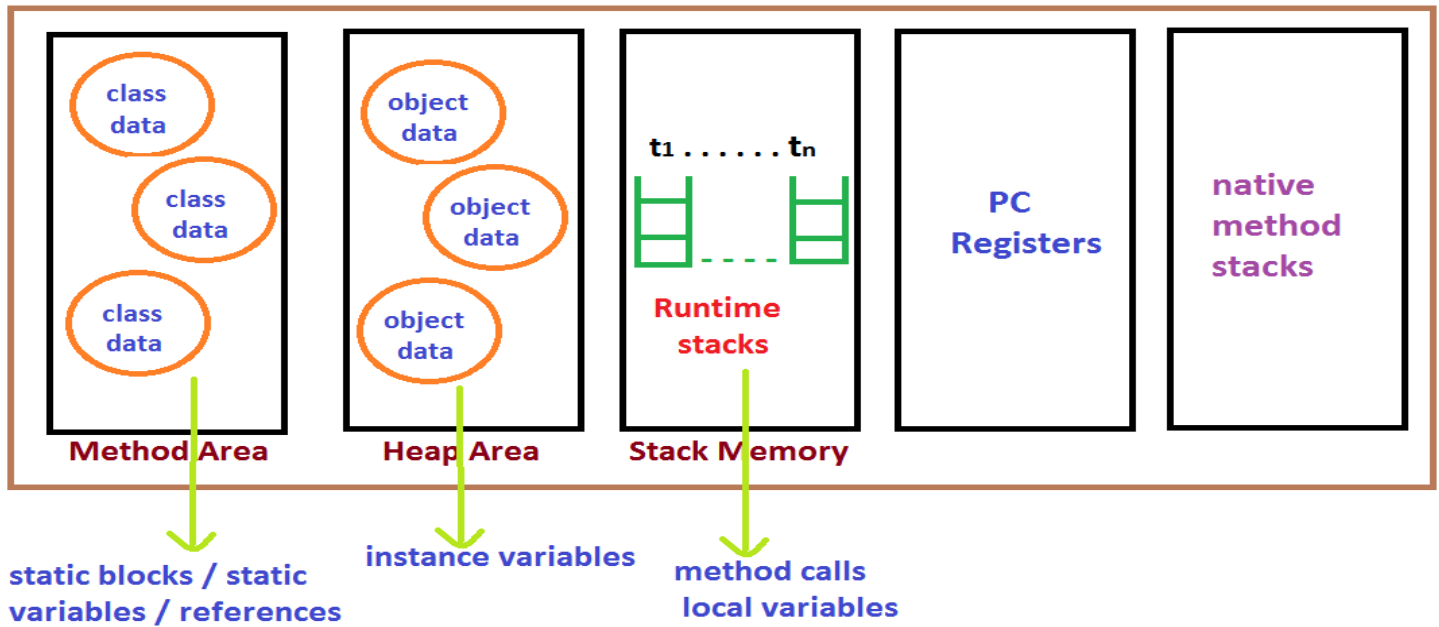 class
data
class
data
class
data
Method Area
static blocks / static
variables / references
object
data
object
data
object
data
Heap Area
instance variables
t1 . . . . . . tn
Runtime
stacks
Stack Memory
method calls
local variables
PC
Registers
native
method
stacks